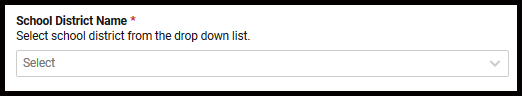 School District Name *
Select school district from the drop down list.
Select